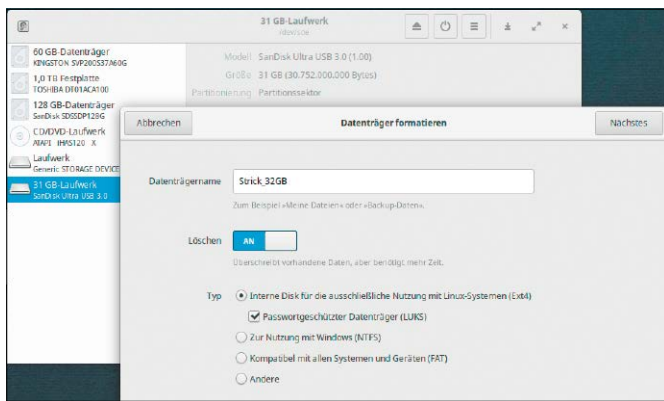 31 GB-Laufwerk
60 GB-Datenträger
KINGSTON SVP200S37A60G
1,0 TB Festplatte
TOSHIBA DT01ACA100
128 GB-Datenträger
SanDisk SDSSDP128G
CD/DVD-Laufwerk
ATAPI iHAS120 X
Laufwerk
Generic STORAGE DEVICE
31 GB-Laufwerk
SanDisk Ultra USB 3.0
Modell SanDisk Ultra USB 3.0 (1.00)
Größe 31 GB (30.752.000.000 Bytes)
Partitionierung Partitionssektor
Abbrechen Datenträger formatieren Nächstes
Datenträgername Strick_32GB
Zum Beispiel »Meine Dateien« oder »Backup-Daten«.
Löschen AN
Überschreibt vorhandene Daten, aber benötigt mehr Zeit.
Typ Interne Disk für die ausschließliche Nutzung mit Linux-Systemen (Ext4)
Passwortgeschützter Datenträger (LUKS)
Zur Nutzung mit Windows (NTFS)
Kompatibel mit allen Systemen und Geräten (FAT)
Andere